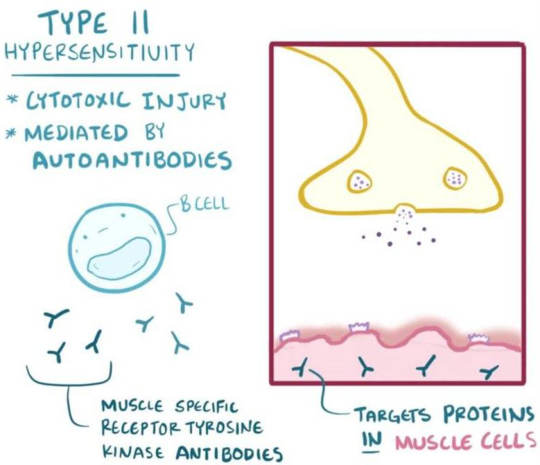 TYPE II
HYPERSENSITIVITY
* CYTOTOXIC INJURY
* MEDIATED BY
AUTOANTIBODIES
B CELL
MUSCLE SPECIFIC
RECEPTOR TYROSINE
KINASE ANTIBODIES
TARGETS PROTEINS
IN MUSCLE CELLS